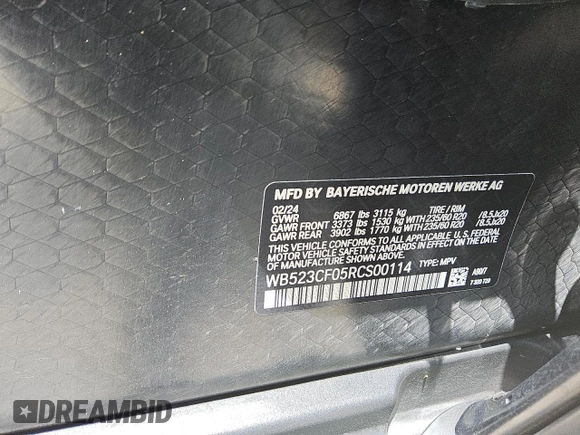 MFD BY BAYERISCHE MOTOREN WERKE AG
02/24 TIRE / RIM
GVWR 6867 lbs 3115 kg
GAWR FRONT 3373 lbs 1530 kg WITH 235/60 R20 / 8.5Jx20
GAWR REAR 3902 lbs 1770 kg WITH 235/60 R20 / 8.5Jx20
THIS VEHICLE CONFORMS TO ALL APPLICABLE U.S. FEDERAL
MOTOR VEHICLE SAFETY STANDARDS IN EFFECT ON THE DATE
OF MANUFACTURE SHOWN ABOVE.
WB523CF05RCS00114 TYPE: MPV
A90/7
DREAMBID